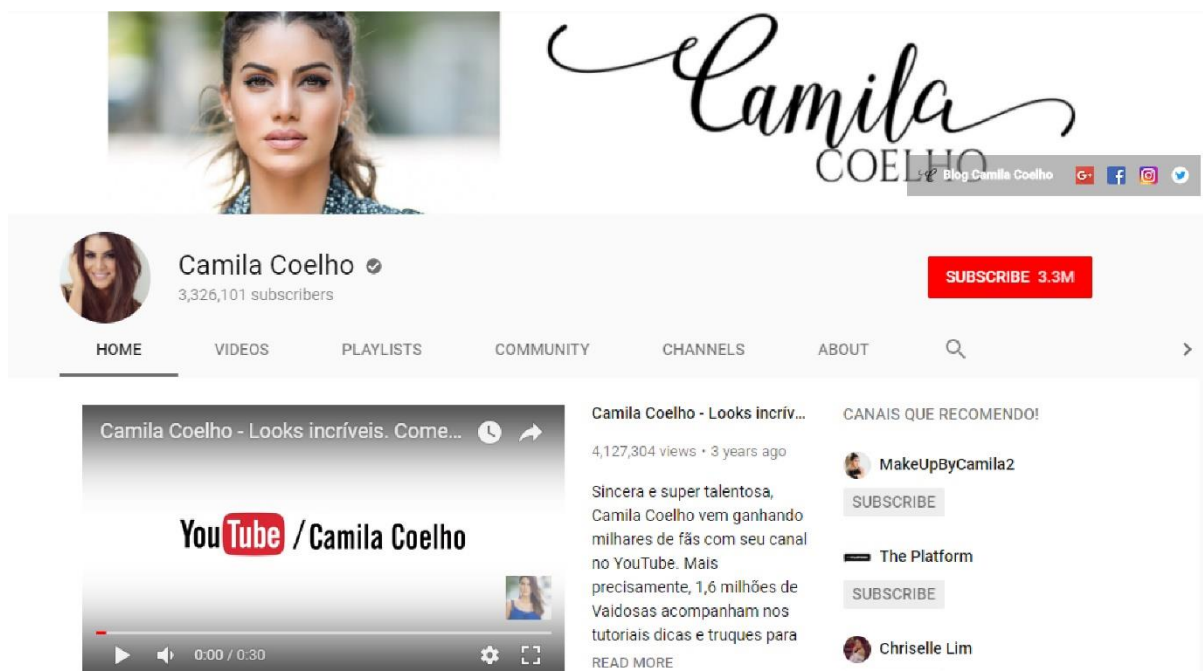 Camila
COELHO
Blog Camila Coelho
Camila Coelho
3,326,101 subscribers
SUBSCRIBE 3.3M
HOME VIDEOS PLAYLISTS COMMUNITY CHANNELS ABOUT
Camila Coelho - Looks incríveis. Come...
YouTube / Camila Coelho
0:00 / 0:30
Camila Coelho - Looks incrív...
4,127,304 views • 3 years ago
Sincera e super talentosa,
Camila Coelho vem ganhando
milhares de fãs com seu canal
no YouTube. Mais
precisamente, 1,6 milhões de
Vaidosas acompanham nos
tutoriais dicas e truques para
READ MORE
CANAIS QUE RECOMENDO!
MakeUpByCamila2
SUBSCRIBE
The Platform
SUBSCRIBE
Chriselle Lim